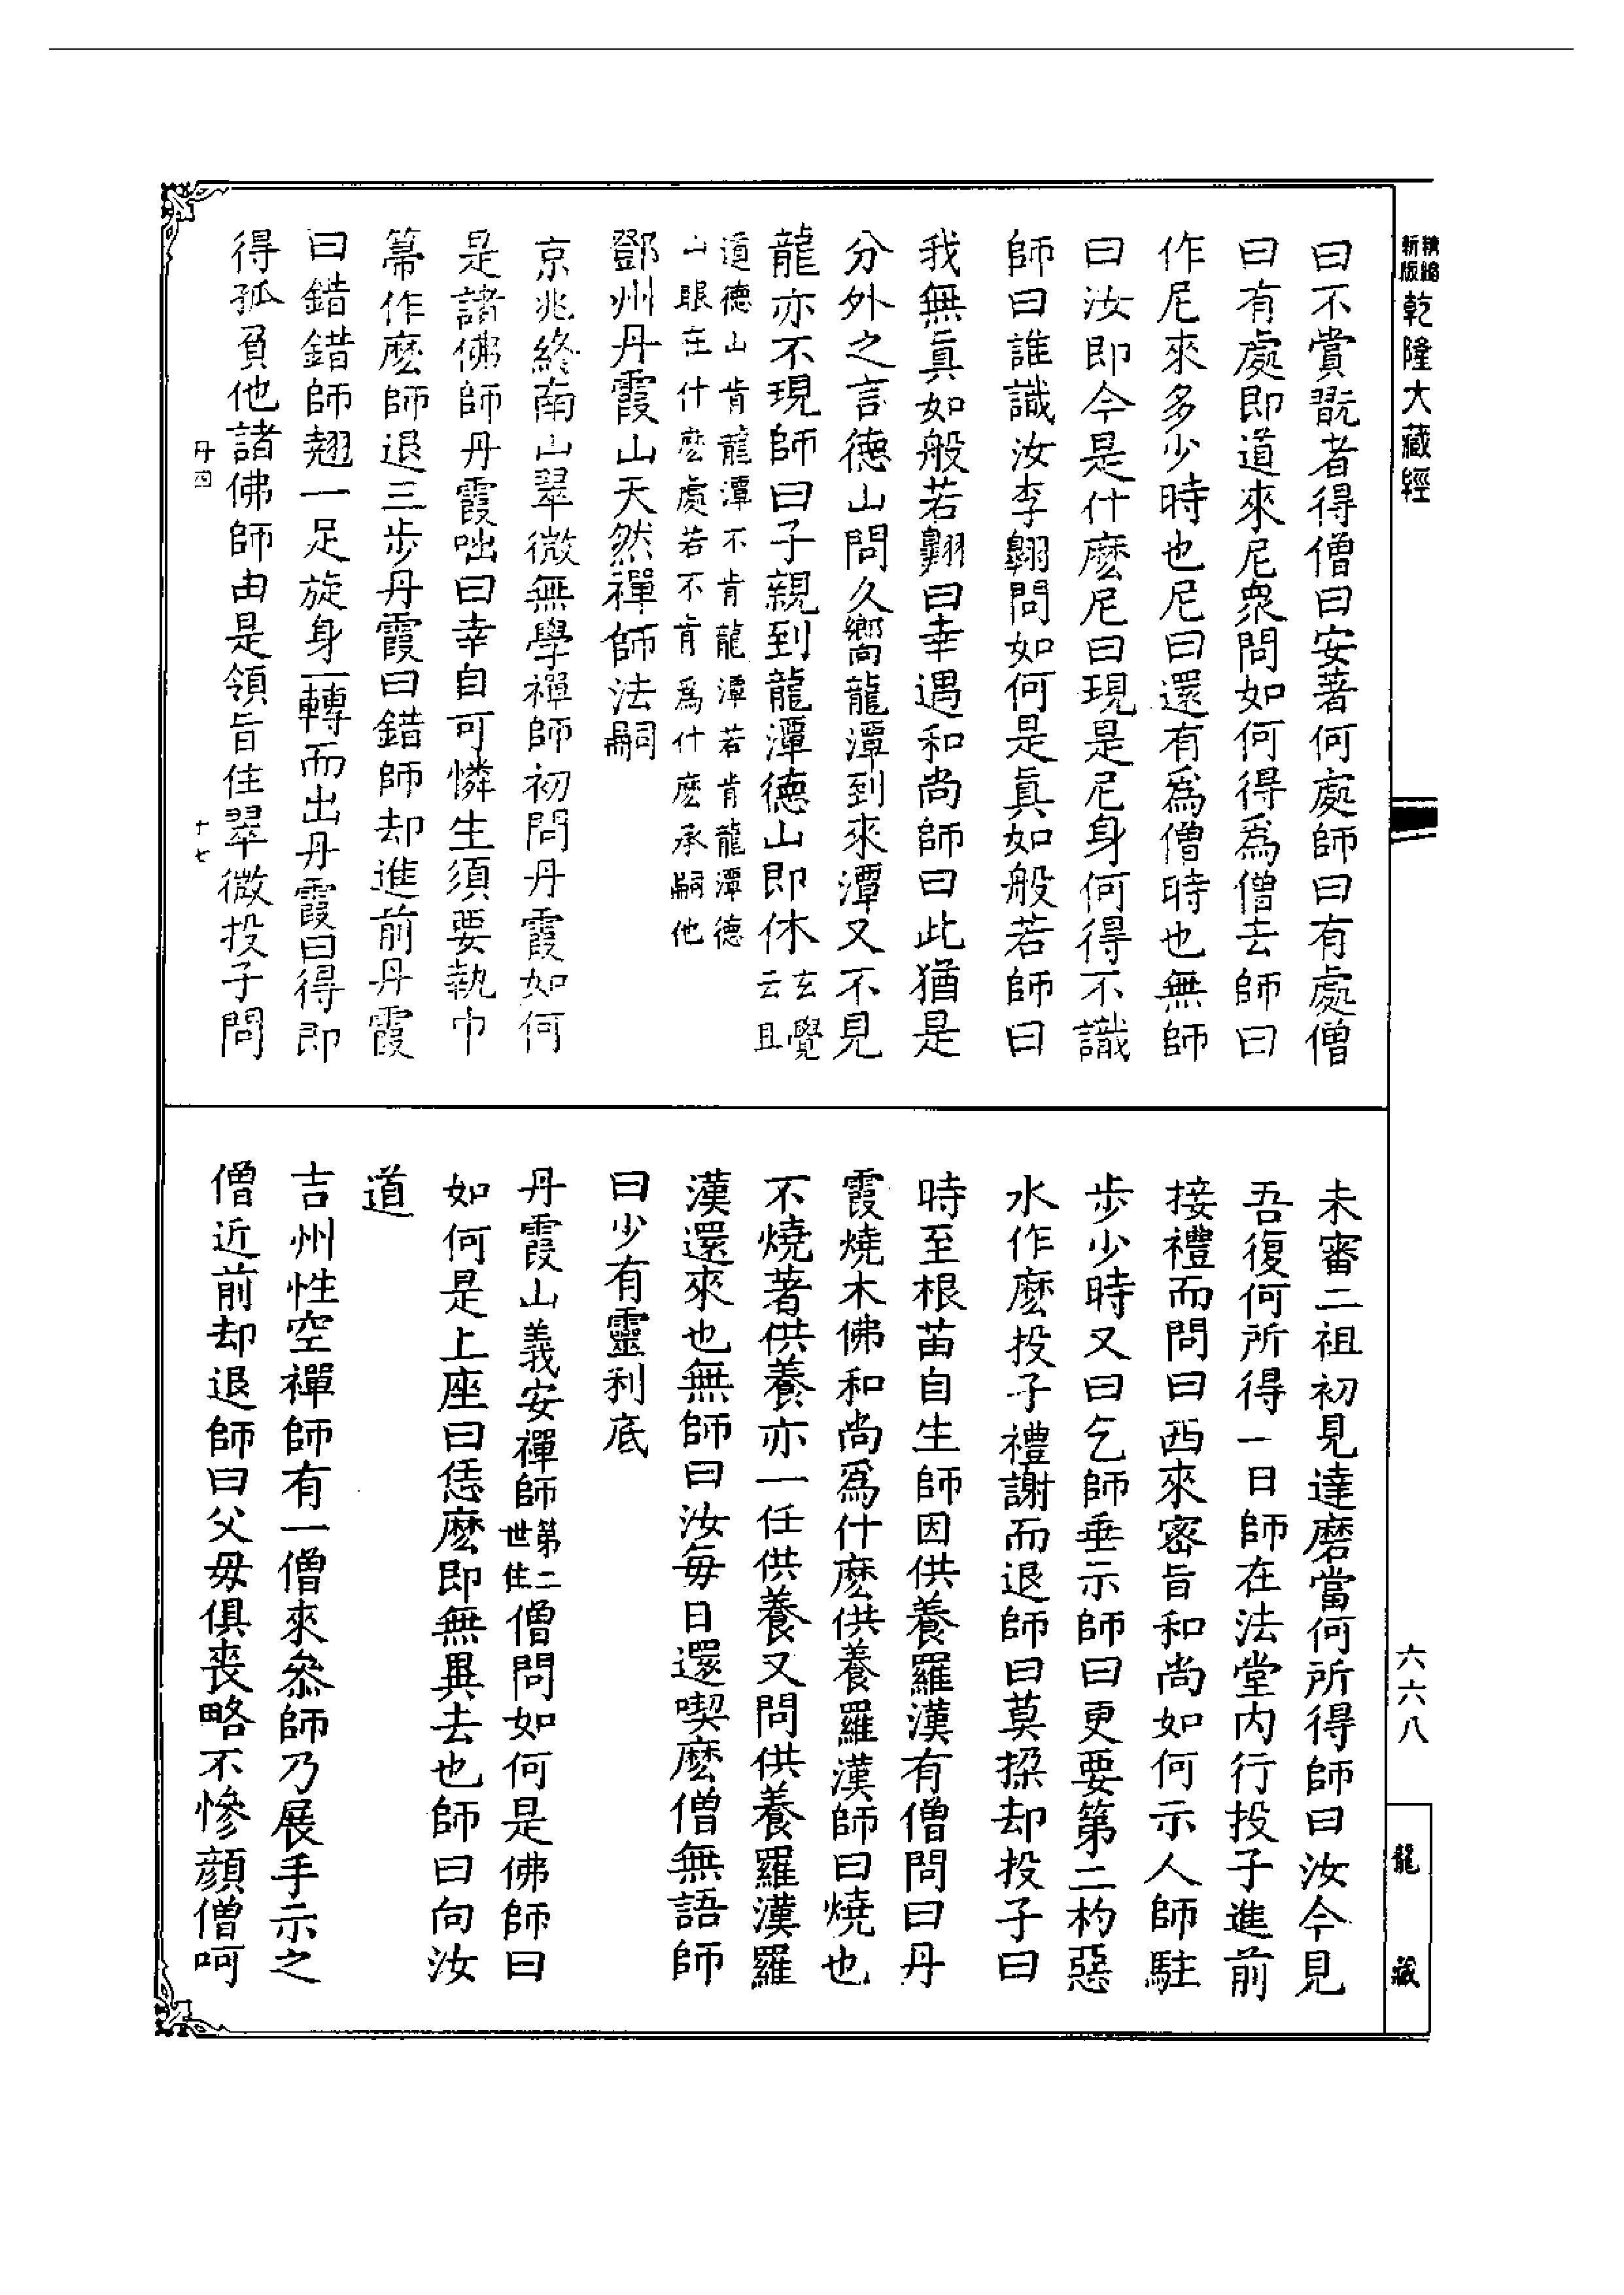 精縮新版乾隆大藏經
曰不賞翫者得僧曰安著何處師曰有處僧
曰有處即道來尼衆問如何得爲僧去師曰
作尼來多少時也尼曰還有爲僧時也無師
曰汝即今是什麽尼曰現是尼身何得不識
師曰誰識汝李翺問如何是眞如般若師曰
我無眞如般若翺曰幸遇和尚師曰此猶是
分外之言德山問久嚮龍潭到來潭又不見
龍亦不現師曰子親到龍潭德山即休玄覺云且
道德山肯龍潭不肯龍潭若肯龍潭德
山眼在什麽處若不肯爲什麽承嗣他
鄧州丹霞山天然禪師法嗣
京兆終南山翠微無學禪師初問丹霞如何
是諸佛師丹霞咄曰幸自可憐生須要執巾
箒作麽師退三步丹霞曰錯師却進前丹霞
曰錯錯師翹一足旋身一轉而出丹霞曰得即
得孤負他諸佛師由是領旨住翠微投子問
丹四 十七
未審二祖初見達磨當何所得師曰汝今見
吾復何所得一日師在法堂內行投子進前
接禮而問曰西來密旨和尚如何示人師駐
步少時又曰乞師垂示師曰更要第二杓惡
水作麽投子禮謝而退師曰莫探却投子曰
時至根苗自生師因供養羅漢有僧問曰丹
霞燒木佛和尚爲什麽供養羅漢師曰燒也
不燒著供養亦一任供養又問供養羅漢羅
漢還來也無師曰汝每日還喫麽僧無語師
曰少有靈利底
丹霞山義安禪師第二世住僧問如何是佛師曰
如何是上座曰恁麽即無異去也師曰向汝
道
吉州性空禪師有一僧來叅師乃展手示之
僧近前却退師曰父母俱喪略不慘顔僧呵
六六八
龍藏